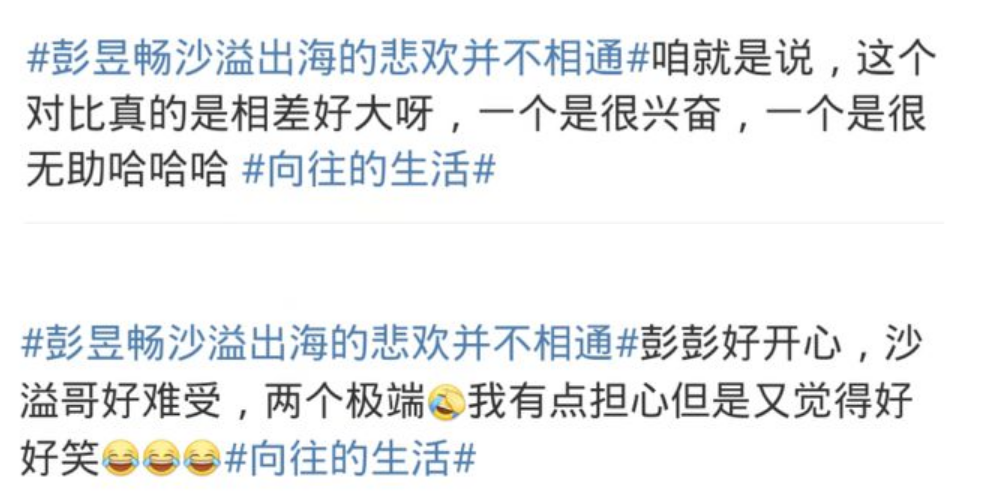 #彭昱畅沙溢出海的悲欢并不相通#咱就是说，这个
对比真的是相差好大呀，一个是很兴奋，一个是很
无助哈哈哈 #向往的生活#
#彭昱畅沙溢出海的悲欢并不相通#彭彭好开心，沙
溢哥好难受，两个极端🤣我有点担心但是又觉得好
好笑😂😂😂#向往的生活#